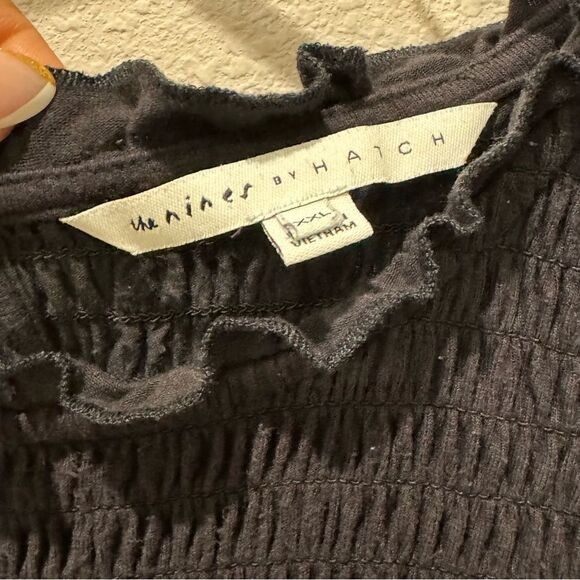 the nines BY HATCH
XXL
VIETNAM